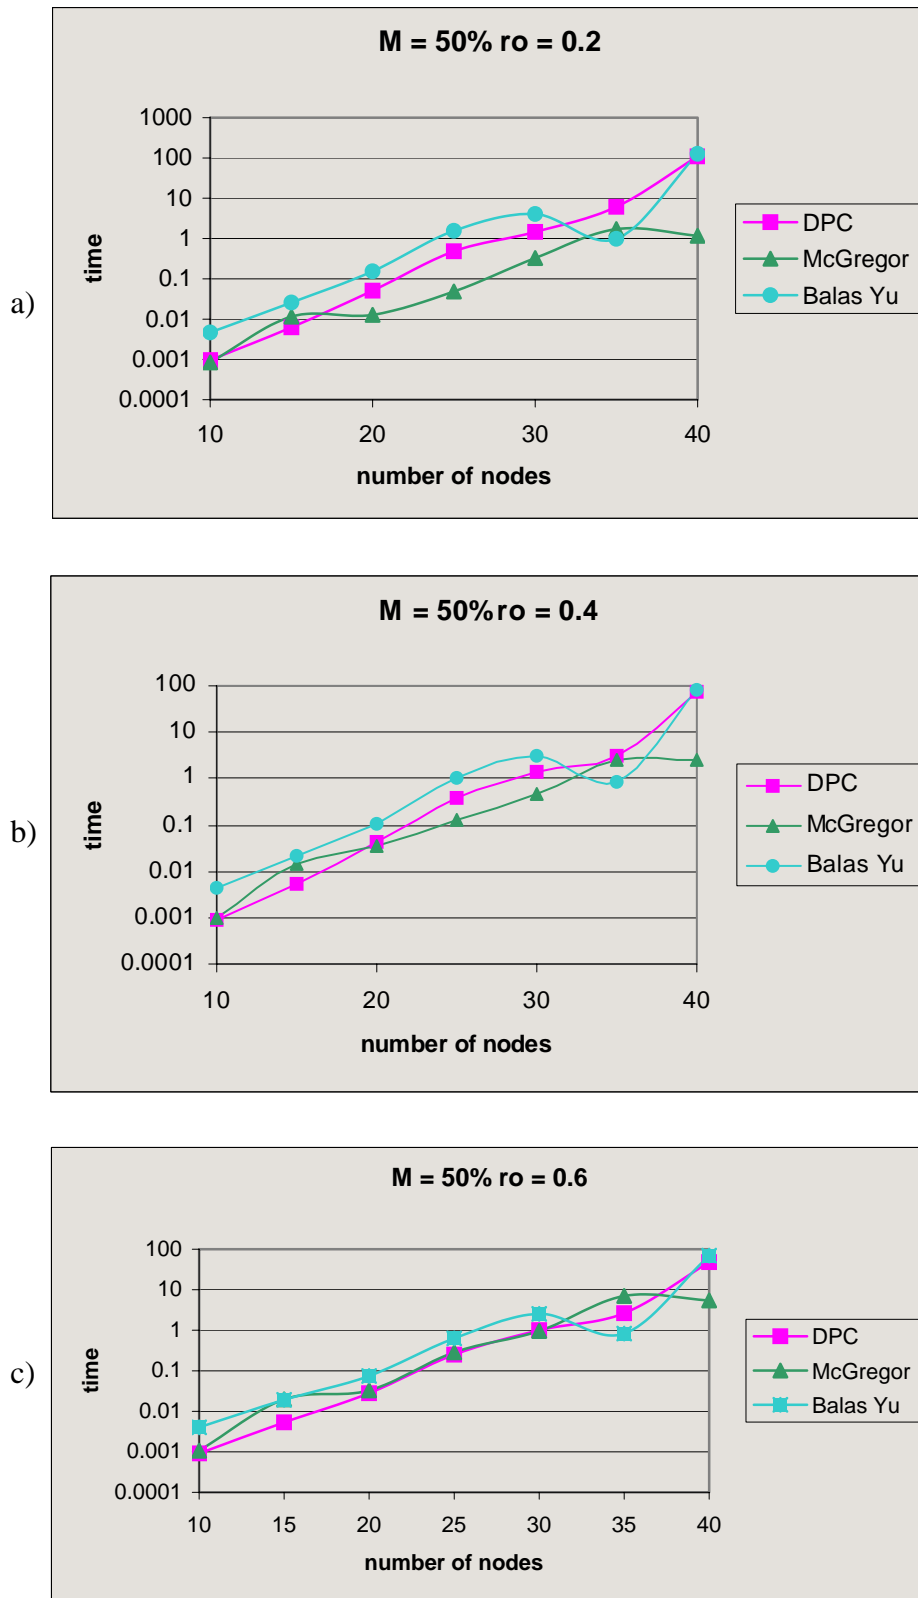 a)
M = 50% ro = 0.2
time
1000
100
10
1
0.1
0.01
0.001
0.0001
10 20 30 40
number of nodes
DPC
McGregor
Balas Yu
b)
M = 50% ro = 0.4
time
100
10
1
0.1
0.01
0.001
0.0001
10 20 30 40
number of nodes
DPC
McGregor
Balas Yu
c)
M = 50% ro = 0.6
time
100
10
1
0.1
0.01
0.001
0.0001
10 15 20 25 30 35 40
number of nodes
DPC
McGregor
Balas Yu